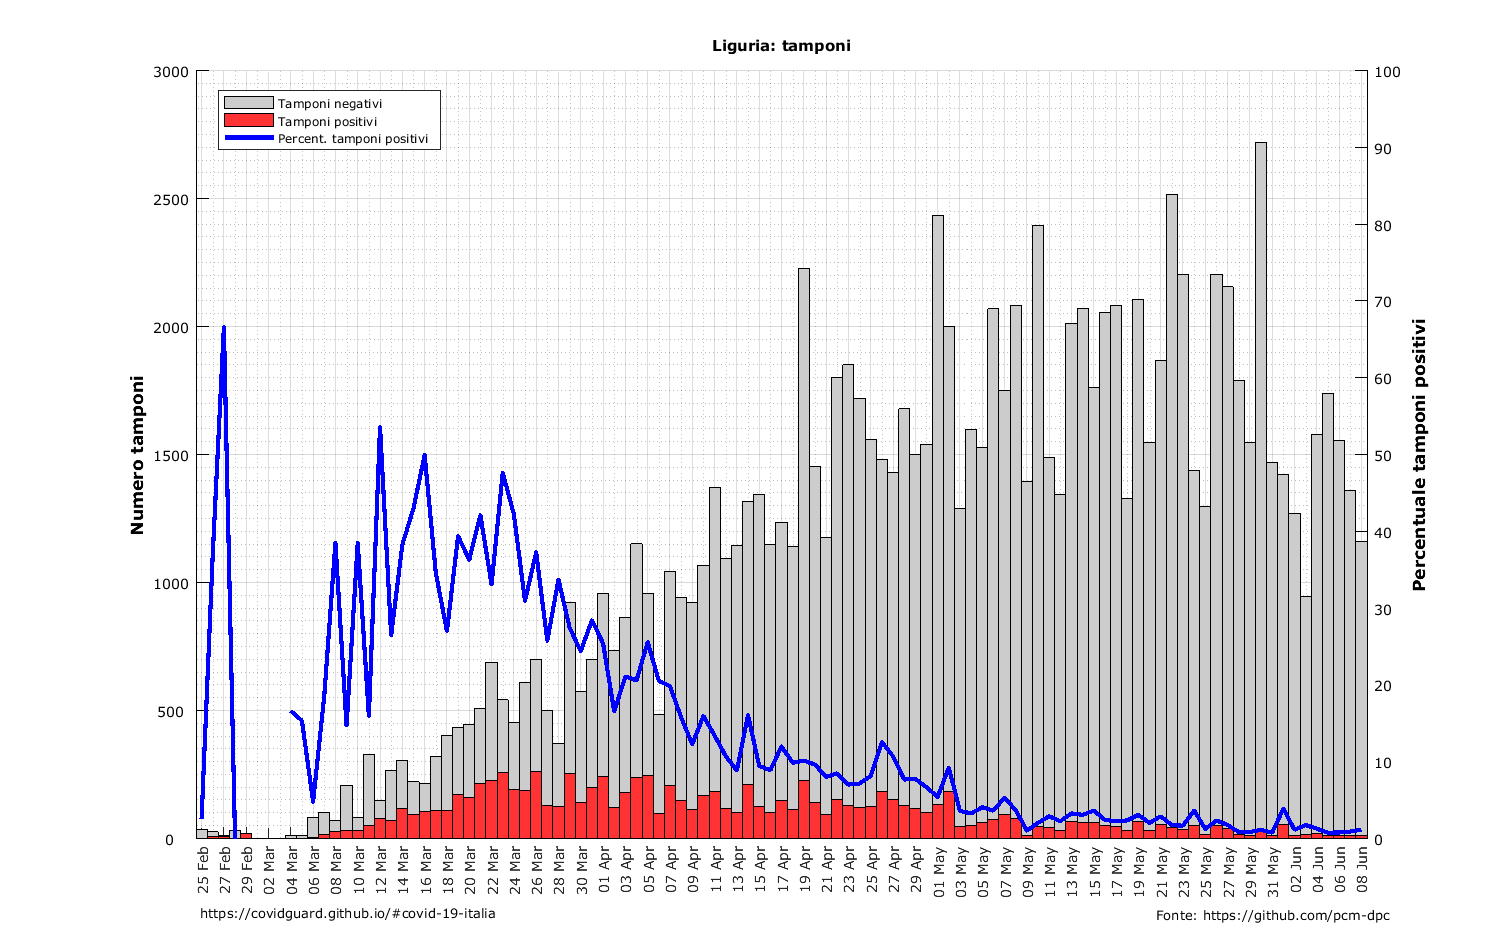 Liguria: tamponi
Tamponi negativi
Tamponi positivi
Percent. tamponi positivi
Numero tamponi
3000
2500
2000
1500
1000
500
0
Percentuale tamponi positivi
100
90
80
70
60
50
40
30
20
10
0
25 Feb
27 Feb
29 Feb
02 Mar
04 Mar
06 Mar
08 Mar
10 Mar
12 Mar
14 Mar
16 Mar
18 Mar
20 Mar
22 Mar
24 Mar
26 Mar
28 Mar
30 Mar
01 Apr
03 Apr
05 Apr
07 Apr
09 Apr
11 Apr
13 Apr
15 Apr
17 Apr
19 Apr
21 Apr
23 Apr
25 Apr
27 Apr
29 Apr
01 May
03 May
05 May
07 May
09 May
11 May
13 May
15 May
17 May
19 May
21 May
23 May
25 May
27 May
29 May
31 May
02 Jun
04 Jun
06 Jun
08 Jun
https://covidguard.github.io/#covid-19-italia
Fonte: https://github.com/pcm-dpc